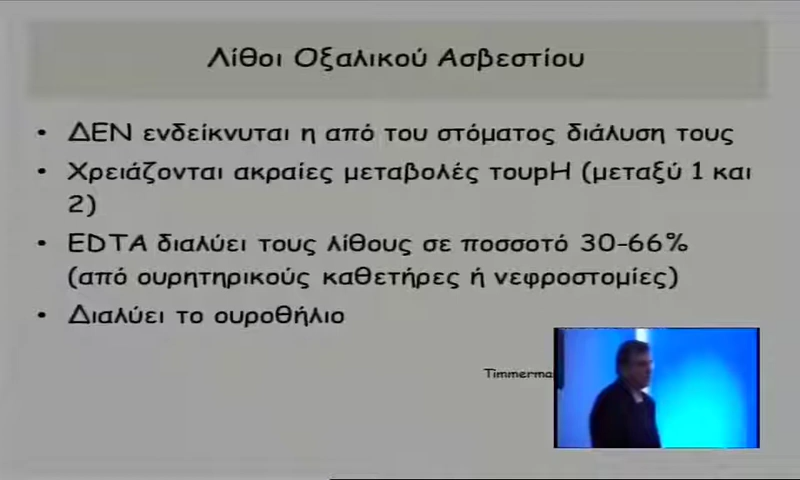 Λίθοι Οξαλικού Ασβεστίου
• ΔΕΝ ενδείκνυται η από του στόματος διάλυση τους
• Χρειάζονται ακραίες μεταβολές τουpH (μεταξύ 1 και
2)
• EDTA διαλύει τους λίθους σε ποσσοτό 30-66%
(από ουρητηρικούς καθετήρες ή νεφροστομίες)
• Διαλύει το ουροθήλιο
Timmerma